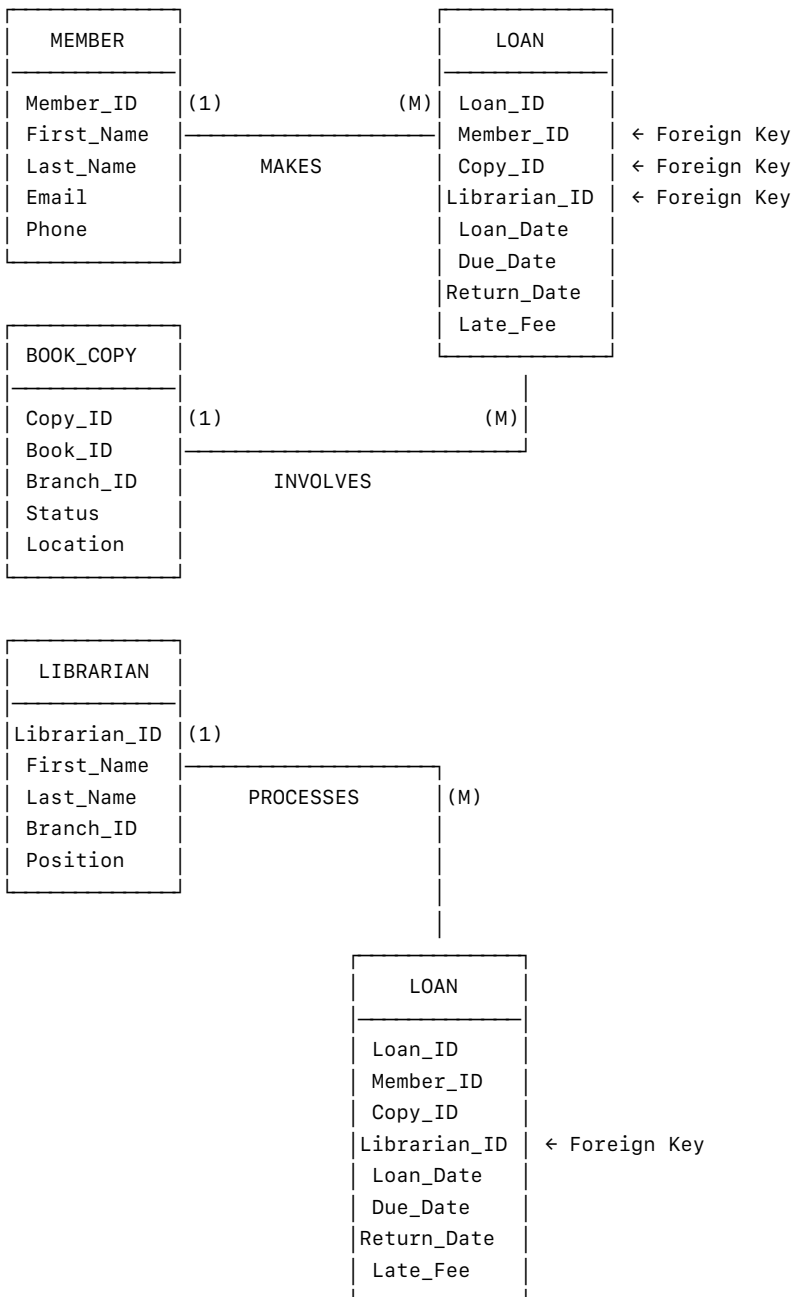 MEMBER LOAN
Member_ID (1) (M) Loan_ID
First_Name Member_ID ← Foreign Key
Last_Name MAKES Copy_ID ← Foreign Key
Email Librarian_ID ← Foreign Key
Phone Loan_Date
Due_Date
Return_Date
Late_Fee
BOOK_COPY
Copy_ID (1) (M)
Book_ID
Branch_ID INVOLVES
Status
Location
LIBRARIAN
Librarian_ID (1)
First_Name
Last_Name PROCESSES (M)
Branch_ID
Position
LOAN
Loan_ID
Member_ID
Copy_ID
Librarian_ID ← Foreign Key
Loan_Date
Due_Date
Return_Date
Late_Fee